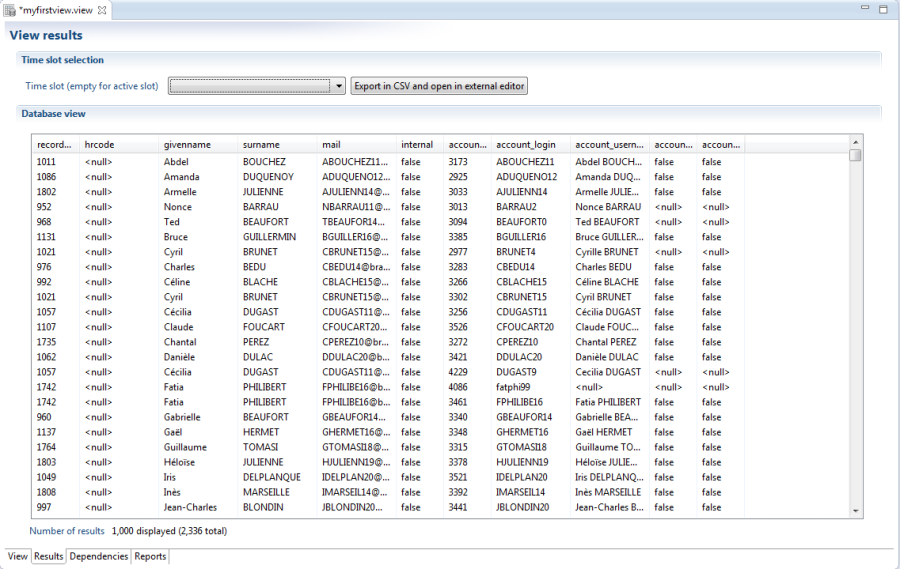 *myfirstview.view
View results
Time slot selection
Time slot (empty for active slot) Export in CSV and open in external editor
Database view
record... hrcode givenname surname mail internal accoun... account_login account_usern... accoun... accoun...
1011 <null> Abdel BOUCHEZ ABOUCHEZ11... false 3173 ABOUCHEZ11 Abdel BOUCH... false false
1086 <null> Amanda DUQUENOY ADUQUENO12... false 2925 ADUQUENO12 Amanda DUQ... false false
1802 <null> Armelle JULIENNE AJULIENN14@... false 3033 AJULIENN14 Armelle JULIE... false false
952 <null> Nonce BARRAU NBARRAU11@... false 3013 BARRAU2 Nonce BARRAU <null> <null>
968 <null> Ted BEAUFORT TBEAUFOR14... false 3094 BEAUFORT0 Ted BEAUFORT <null> <null>
1131 <null> Bruce GUILLERMIN BGUILLER16@... false 3385 BGUILLER16 Bruce GUILLER... false false
1021 <null> Cyril BRUNET CBRUNET15@... false 2977 BRUNET4 Cyrille BRUNET <null> <null>
976 <null> Charles BEDU CBEDU14@bra... false 3283 CBEDU14 Charles BEDU false false
992 <null> Céline BLACHE CBLACHE15@... false 3266 CBLACHE15 Céline BLACHE false false
1021 <null> Cyril BRUNET CBRUNET15@... false 3302 CBRUNET15 Cyril BRUNET false false
1057 <null> Cécilia DUGAST CDUGAST11@... false 3256 CDUGAST11 Cécilia DUGAST false false
1107 <null> Claude FOUCART CFOUCART20... false 3526 CFOUCART20 Claude FOUC... false false
1735 <null> Chantal PEREZ CPEREZ10@br... false 3272 CPEREZ10 Chantal PEREZ false false
1062 <null> Danièle DULAC DDULAC20@b... false 3421 DDULAC20 Danièle DULAC false false
1057 <null> Cécilia DUGAST CDUGAST11@... false 4229 DUGAST9 Cecilia DUGAST <null> <null>
1742 <null> Fatia PHILIBERT FPHILIBE16@b... false 4086 fatphi99 <null> <null> <null>
1742 <null> Fatia PHILIBERT FPHILIBE16@b... false 3461 FPHILIBE16 Fatia PHILIBERT false false
960 <null> Gabrielle BEAUFORT GBEAUFOR14... false 3340 GBEAUFOR14 Gabrielle BEA... false false
1137 <null> Gaël HERMET GHERMET16@... false 3348 GHERMET16 Gaël HERMET false false
1764 <null> Guillaume TOMASI GTOMASI18@... false 3315 GTOMASI18 Guillaume TO... false false
1803 <null> Héloïse JULIENNE HJULIENN19@... false 3378 HJULIENN19 Héloïse JULIE... false false
1049 <null> Iris DELPLANQUE IDELPLAN20@... false 3521 IDELPLAN20 Iris DELPLANQ... false false
1808 <null> Inès MARSEILLE IMARSEIL14@... false 3392 IMARSEIL14 Inès MARSEILLE false false
997 <null> Jean-Charles BLONDIN JBLONDIN20... false 3441 JBLONDIN20 Jean-Charles B... false false
Number of results 1,000 displayed (2,336 total)
View Results Dependencies Reports